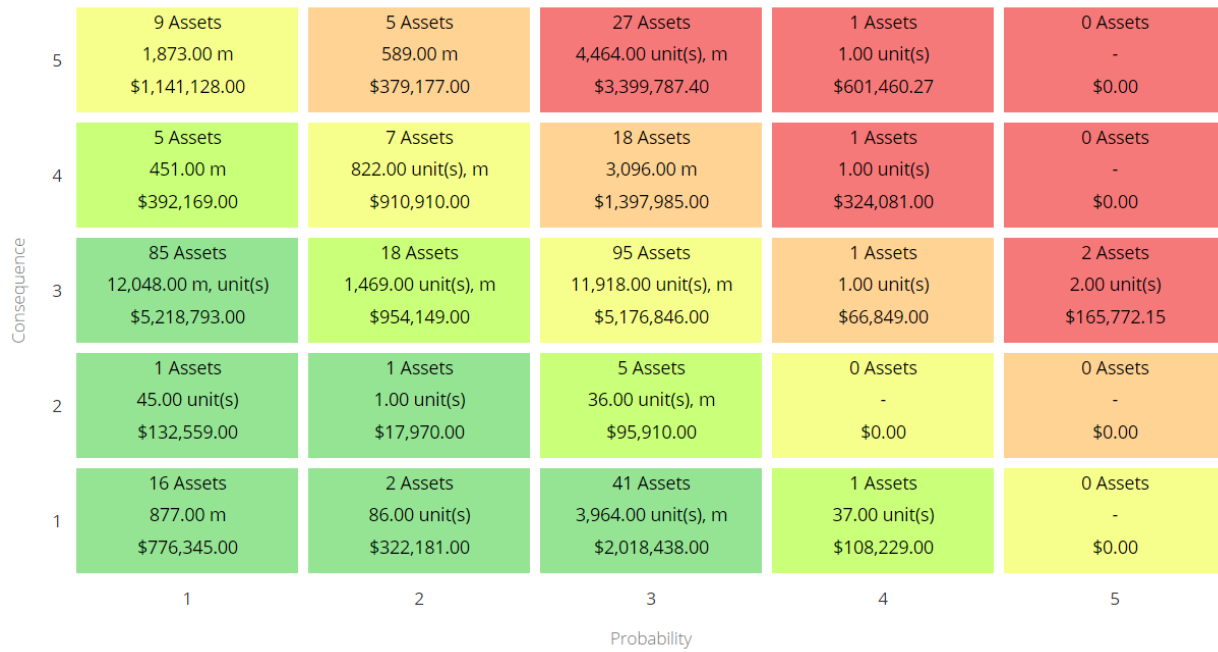 9 Assets 5 Assets 27 Assets 1 Assets 0 Assets
5 1,873.00 m 589.00 m 4,464.00 unit(s), m 1.00 unit(s) -
$1,141,128.00 $379,177.00 $3,399,787.40 $601,460.27 $0.00
5 Assets 7 Assets 18 Assets 1 Assets 0 Assets
4 451.00 m 822.00 unit(s), m 3,096.00 m 1.00 unit(s) -
$392,169.00 $910,910.00 $1,397,985.00 $324,081.00 $0.00
Consequence
85 Assets 18 Assets 95 Assets 1 Assets 2 Assets
3 12,048.00 m, unit(s) 1,469.00 unit(s), m 11,918.00 unit(s), m 1.00 unit(s) 2.00 unit(s)
$5,218,793.00 $954,149.00 $5,176,846.00 $66,849.00 $165,772.15
1 Assets 1 Assets 5 Assets 0 Assets 0 Assets
2 45.00 unit(s) 1.00 unit(s) 36.00 unit(s), m - -
$132,559.00 $17,970.00 $95,910.00 $0.00 $0.00
16 Assets 2 Assets 41 Assets 1 Assets 0 Assets
1 877.00 m 86.00 unit(s) 3,964.00 unit(s), m 37.00 unit(s) -
$776,345.00 $322,181.00 $2,018,438.00 $108,229.00 $0.00
1 2 3 4 5
Probability